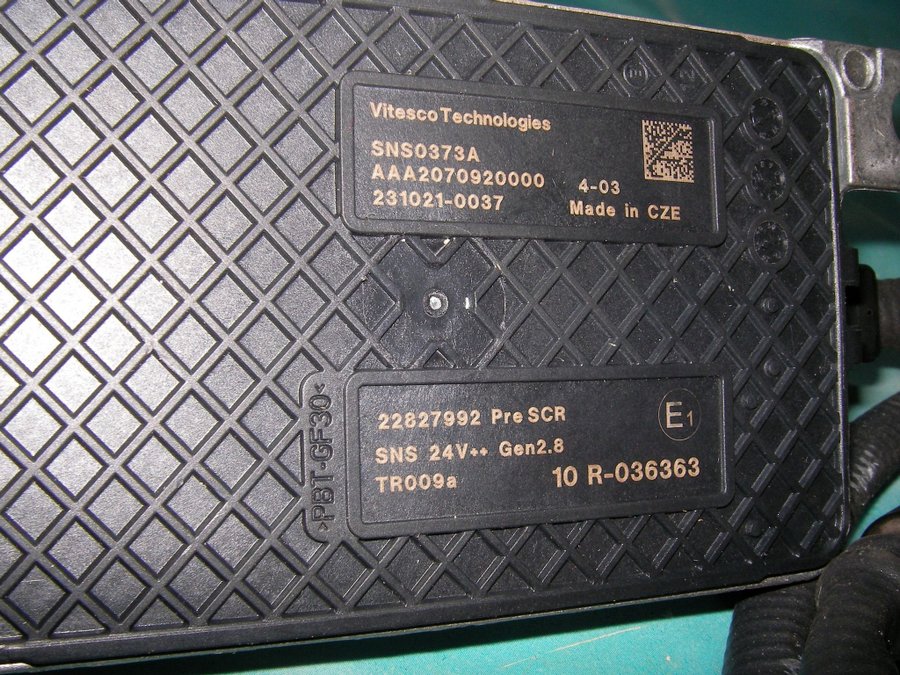 Vitesco Technologies
SNS0373A
AAA2070920000
4-03
231021-0037
Made in CZE
>PBT-GF30<
22827992 Pre SCR
E1
SNS 24V++ Gen2.8
TR009a
10 R-036363